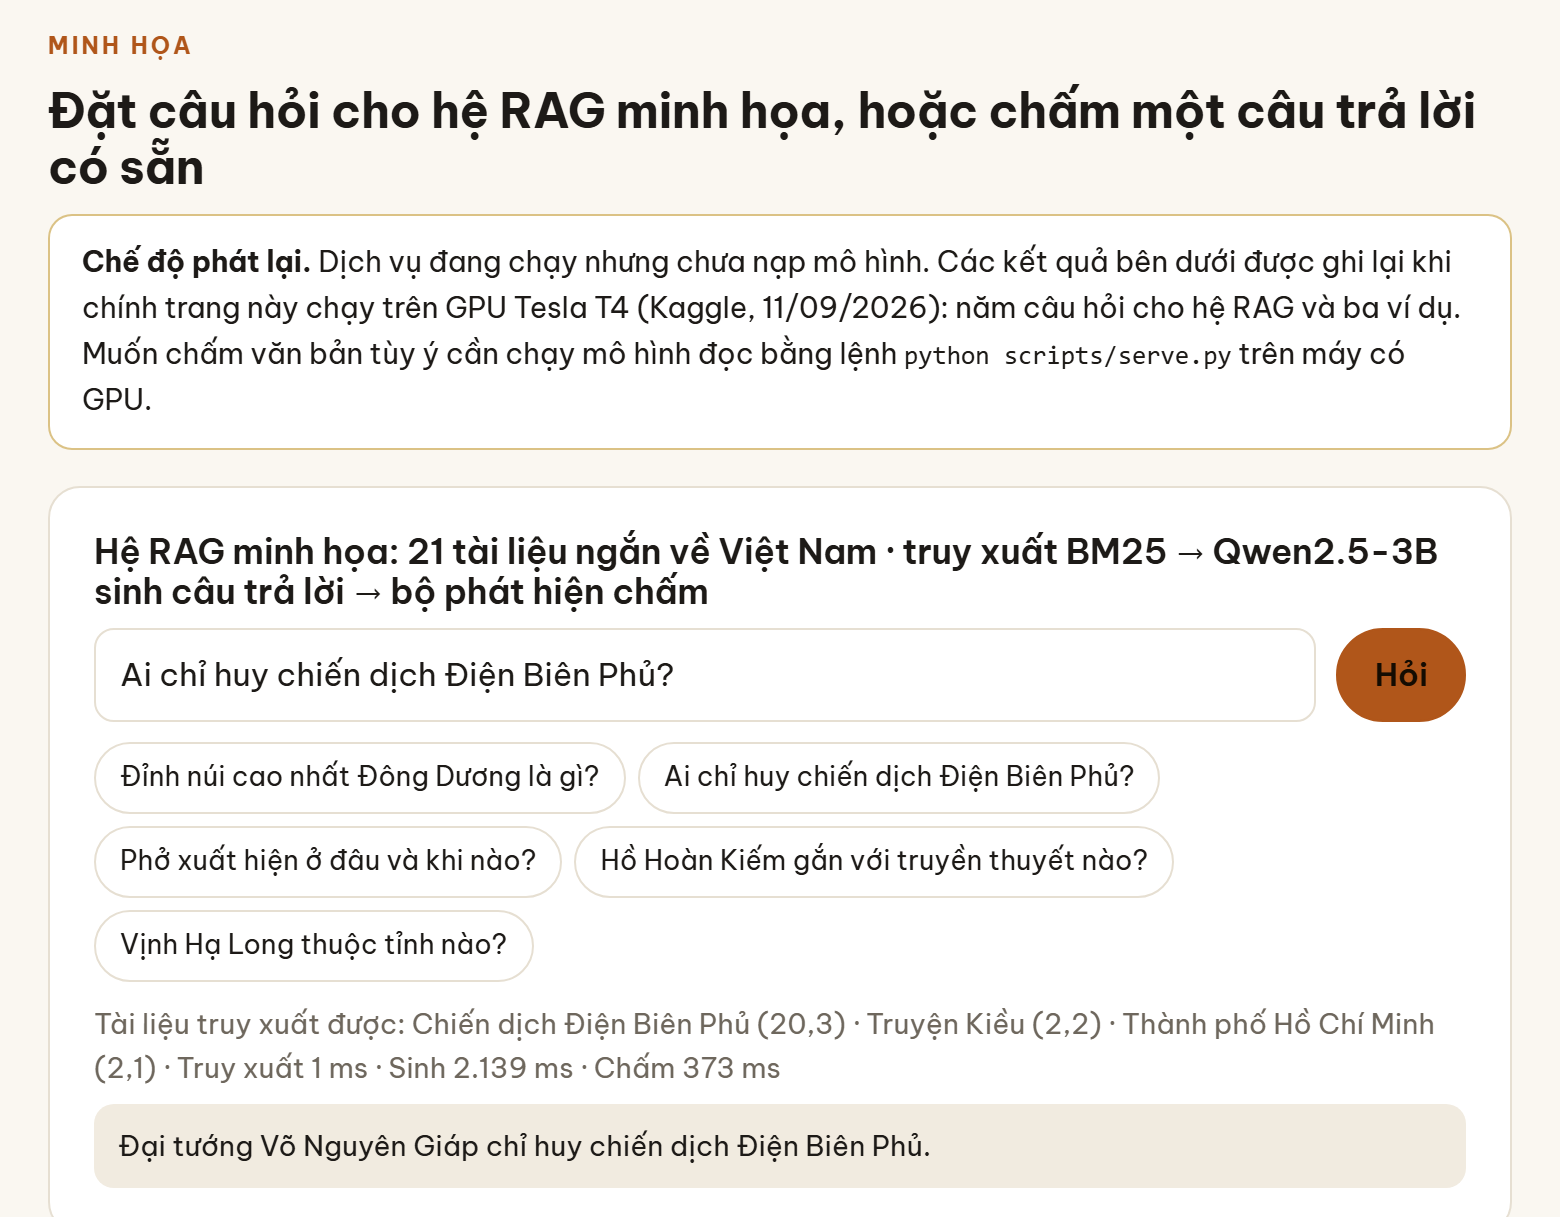 MINH HỌA
Đặt câu hỏi cho hệ RAG minh họa, hoặc chấm một câu trả lời
có sẵn
Chế độ phát lại. Dịch vụ đang chạy nhưng chưa nạp mô hình. Các kết quả bên dưới được ghi lại khi
chính trang này chạy trên GPU Tesla T4 (Kaggle, 11/09/2026): năm câu hỏi cho hệ RAG và ba ví dụ.
Muốn chấm văn bản tùy ý cần chạy mô hình đọc bằng lệnh python scripts/serve.py trên máy có
GPU.
Hệ RAG minh họa: 21 tài liệu ngắn về Việt Nam · truy xuất BM25 → Qwen2.5-3B
sinh câu trả lời → bộ phát hiện chấm
Ai chỉ huy chiến dịch Điện Biên Phủ?
Hỏi
Đỉnh núi cao nhất Đông Dương là gì?
Ai chỉ huy chiến dịch Điện Biên Phủ?
Phở xuất hiện ở đâu và khi nào?
Hồ Hoàn Kiếm gắn với truyền thuyết nào?
Vịnh Hạ Long thuộc tỉnh nào?
Tài liệu truy xuất được: Chiến dịch Điện Biên Phủ (20,3) · Truyện Kiều (2,2) · Thành phố Hồ Chí Minh
(2,1) · Truy xuất 1 ms · Sinh 2.139 ms · Chấm 373 ms
Đại tướng Võ Nguyên Giáp chỉ huy chiến dịch Điện Biên Phủ.